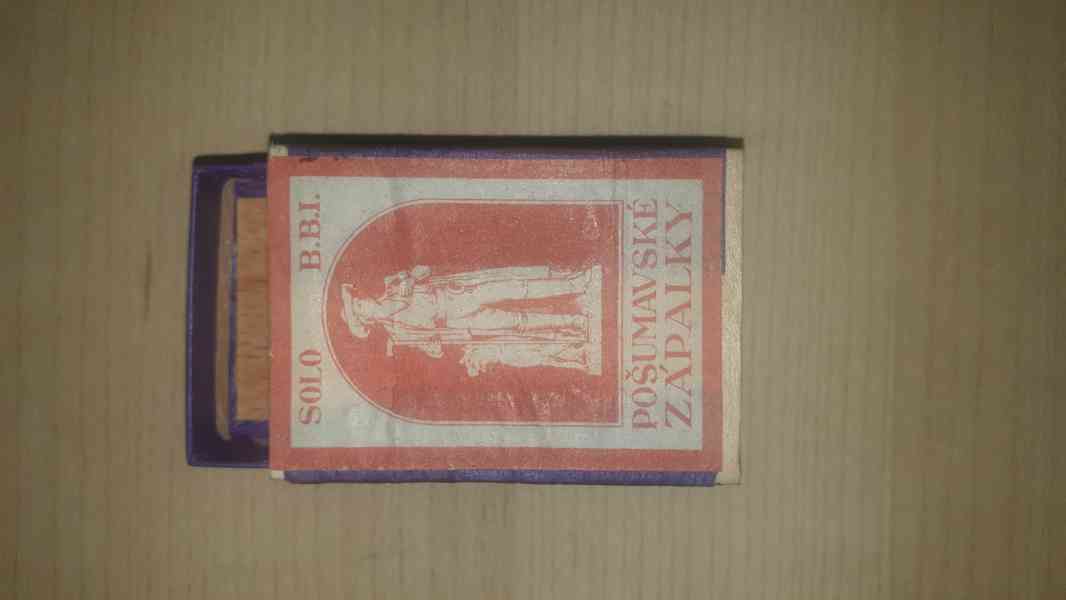 SOLO B.B.I.
POŠUMAVSKÉ
ZÁPALKY